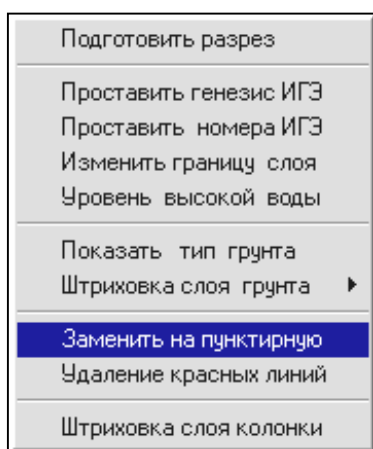 Подготовить разрез
Проставить генезис ИГЭ
Проставить номера ИГЭ
Изменить границу слоя
Уровень высокой воды
Показать тип грунта
Штриховка слоя грунта
Заменить на пунктирную
Удаление красных линий
Штриховка слоя колонки